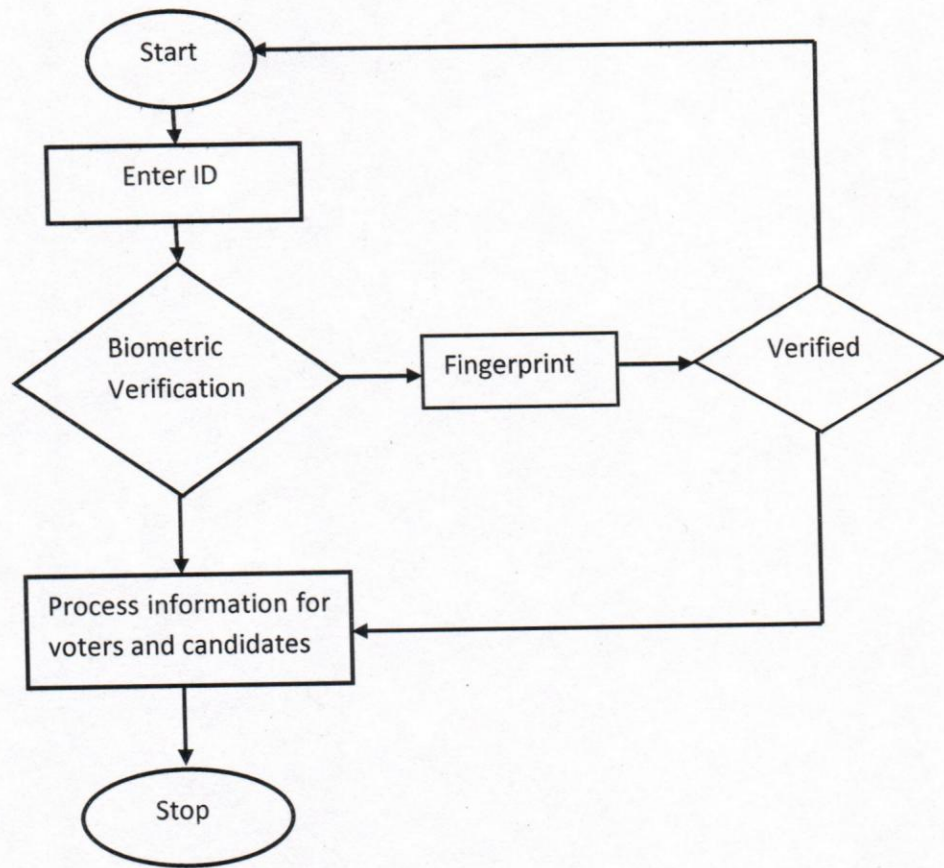 Start
Enter ID
Biometric
Verification
Fingerprint
Verified
Process information for
voters and candidates
Stop